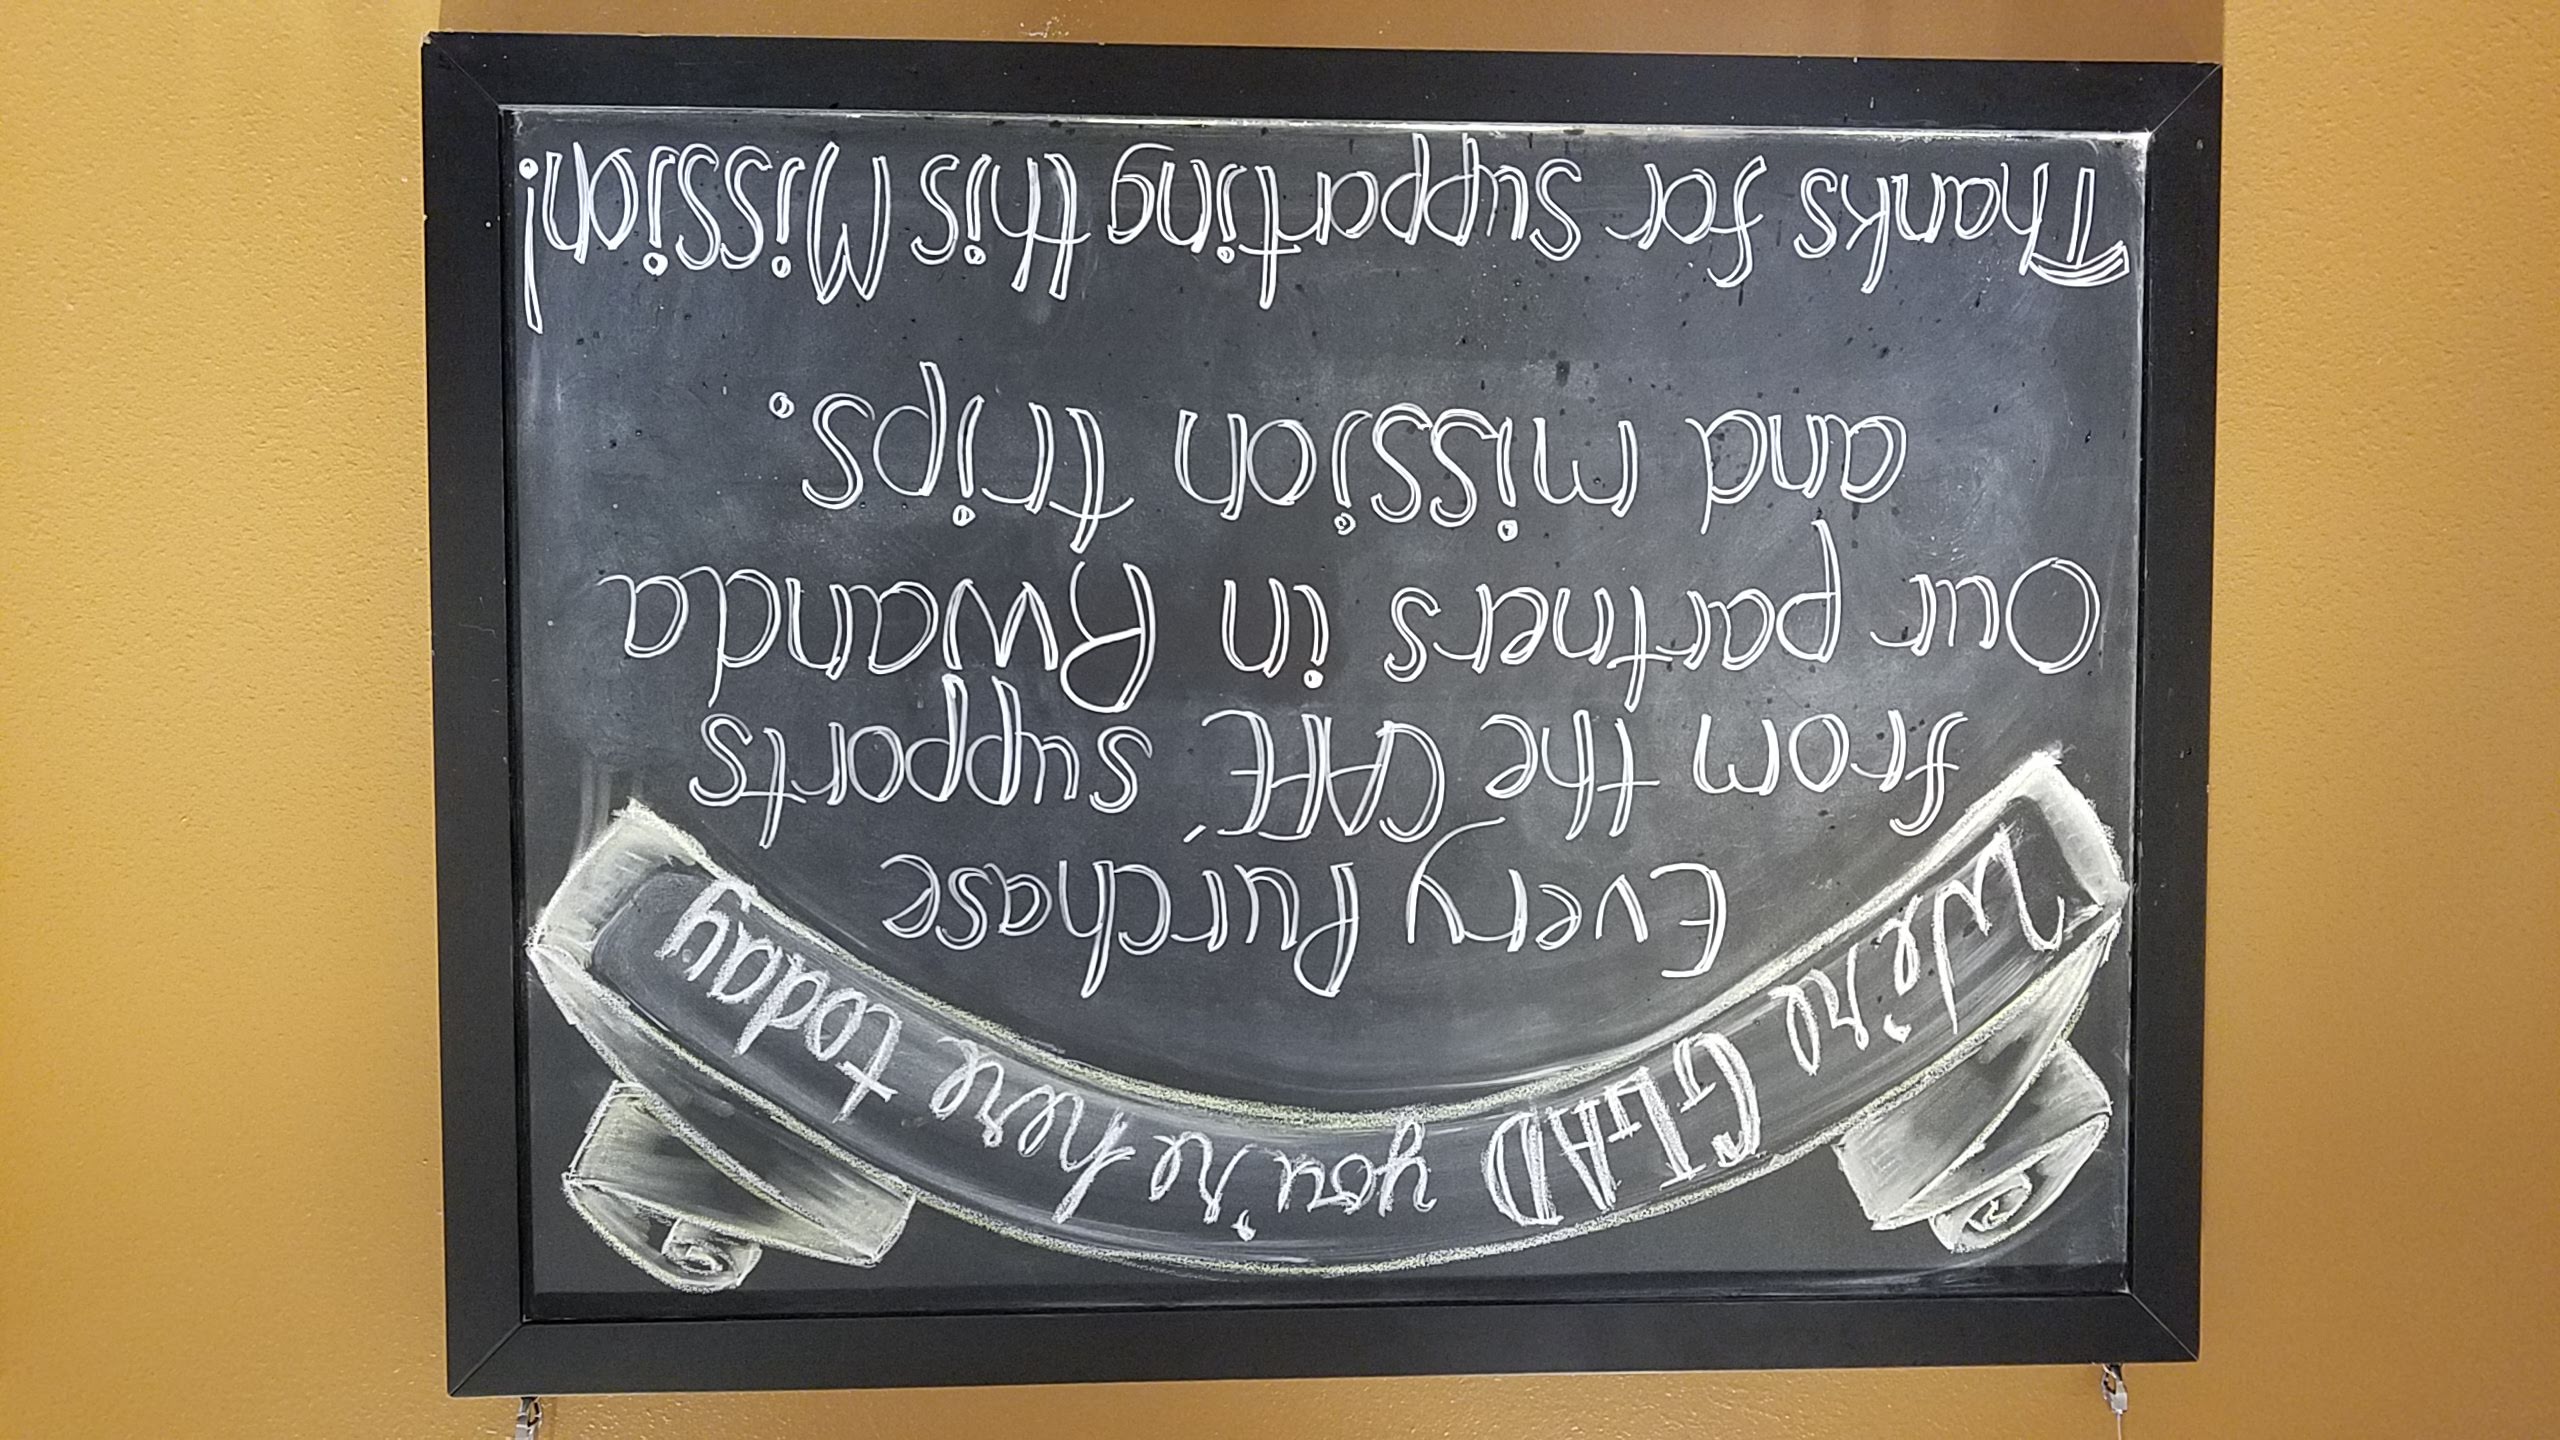 We're GLAD you're here today
Every Purchase
from the CAFÉ supports
Our partners in Rwanda
and mission trips.
Thanks for supporting this Mission!